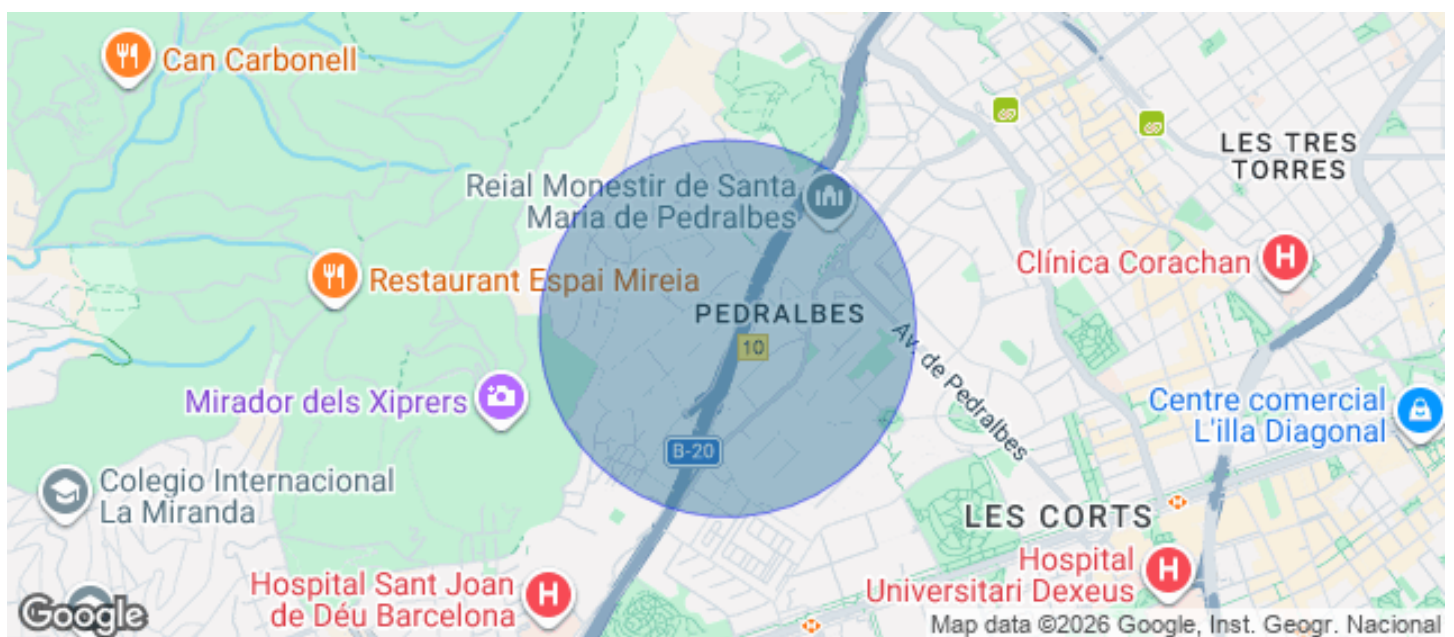 Can Carbonell
LES TRES
TORRES
Reial Monestir de Santa
Maria de Pedralbes
Clínica Corachan
Restaurant Espai Mireia
PEDRALBES
10
Av. de Pedralbes
Mirador dels Xiprers
Centre comercial
L'illa Diagonal
B-20
Colegio Internacional
La Miranda
LES CORTS
Hospital Sant Joan
de Déu Barcelona
Hospital
Universitari Dexeus
Google
Map data ©2026 Google, Inst. Geogr. Nacional